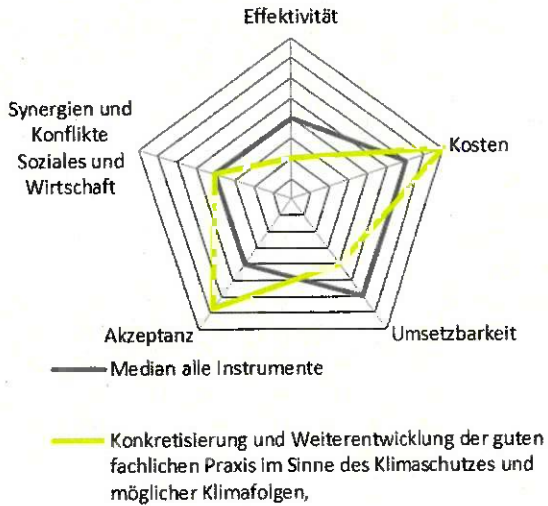 Effektivität
Synergien und
Konflikte
Soziales und
Wirtschaft
Kosten
Akzeptanz
Umsetzbarkeit
Median alle Instrumente
Konkretisierung und Weiterentwicklung der guten
fachlichen Praxis im Sinne des Klimaschutzes und
möglicher Klimafolgen,